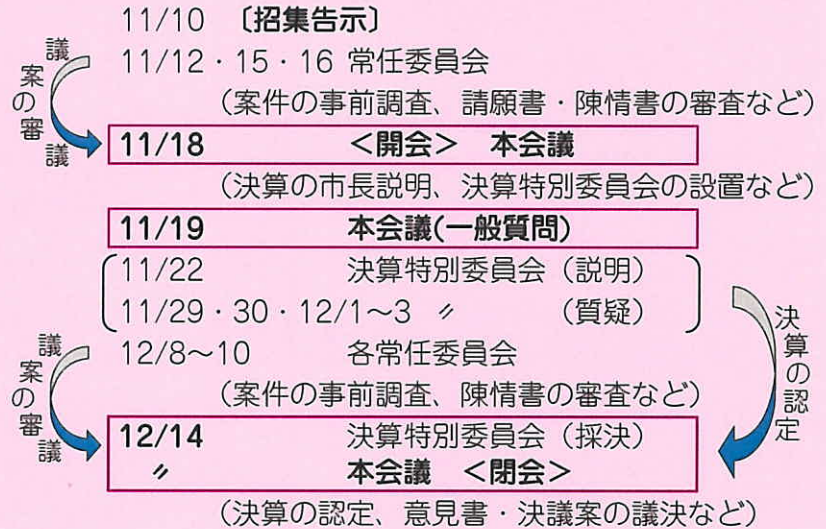 11/10 〔招集告示〕
11/12・15・16 常任委員会
（案件の事前調査、請願書・陳情書の審査など）
議案の審議
11/18 <開会> 本会議
（決算の市長説明、決算特別委員会の設置など）
11/19 本会議(一般質問)
11/22 決算特別委員会（説明）
11/29・30・12/1～3 〃 （質疑）
12/8～10 各常任委員会
（案件の事前調査、陳情書の審査など）
議案の審議
決算の認定
12/14 決算特別委員会（採決）
〃 本会議 <閉会>
（決算の認定、意見書・決議案の議決など）